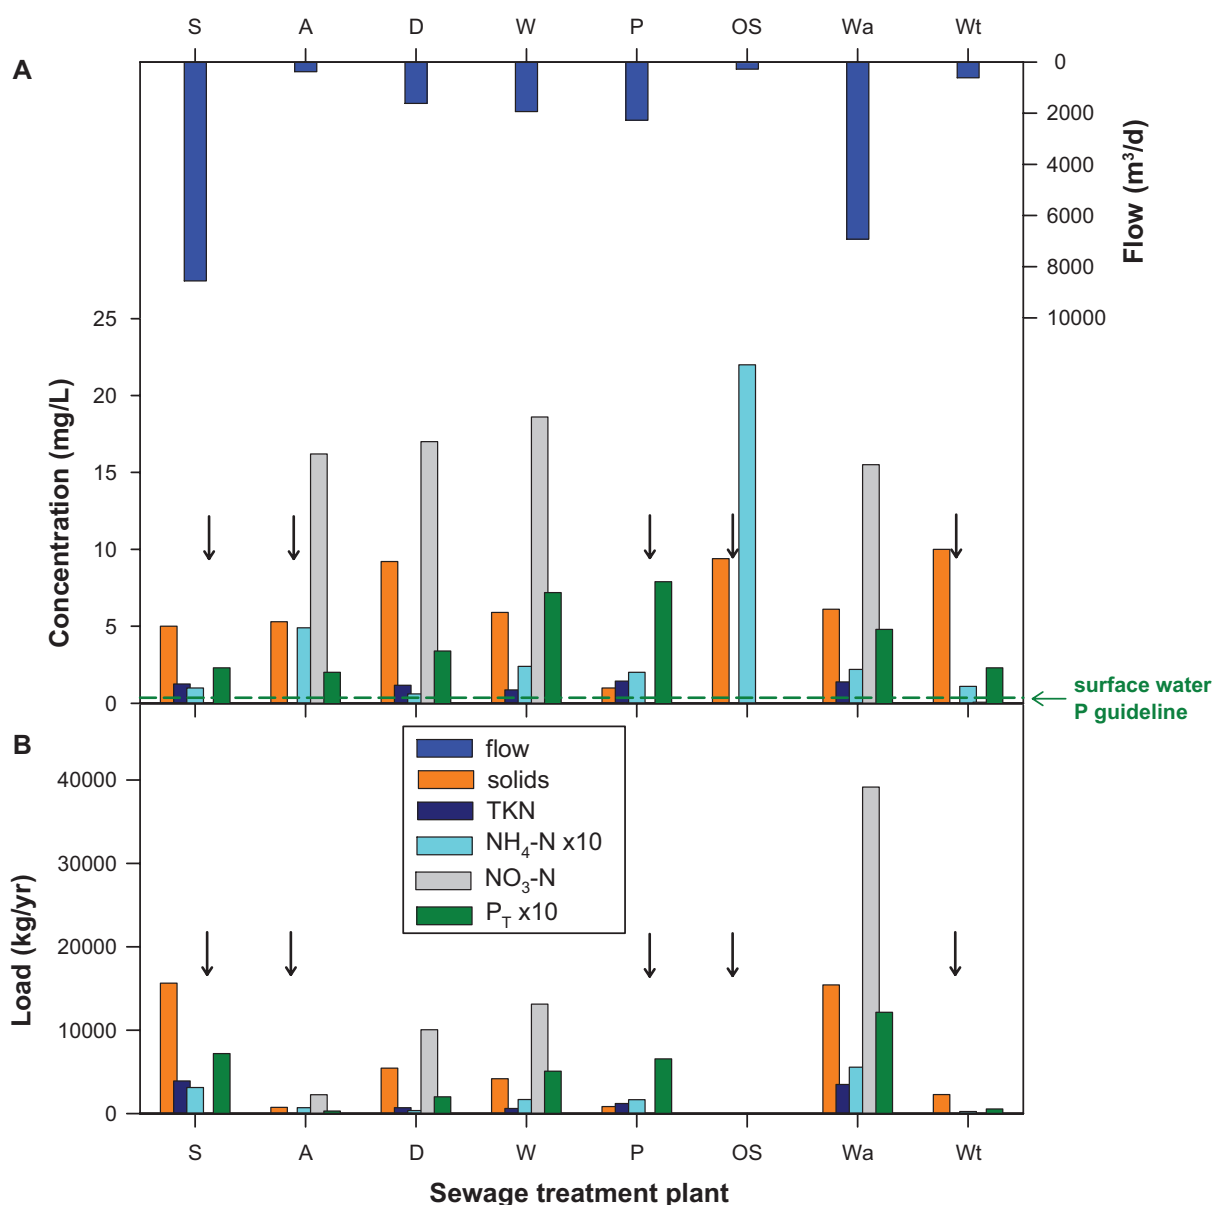 S A D W P OS Wa Wt
A
0
2000
4000
6000
8000
10000
Flow (m³/d)
25
20
15
10
5
0
Concentration (mg/L)
surface water
P guideline
B
flow
solids
TKN
NH₄-N x10
NO₃-N
P_T x10
40000
30000
20000
10000
0
Load (kg/yr)
S A D W P OS Wa Wt
Sewage treatment plant